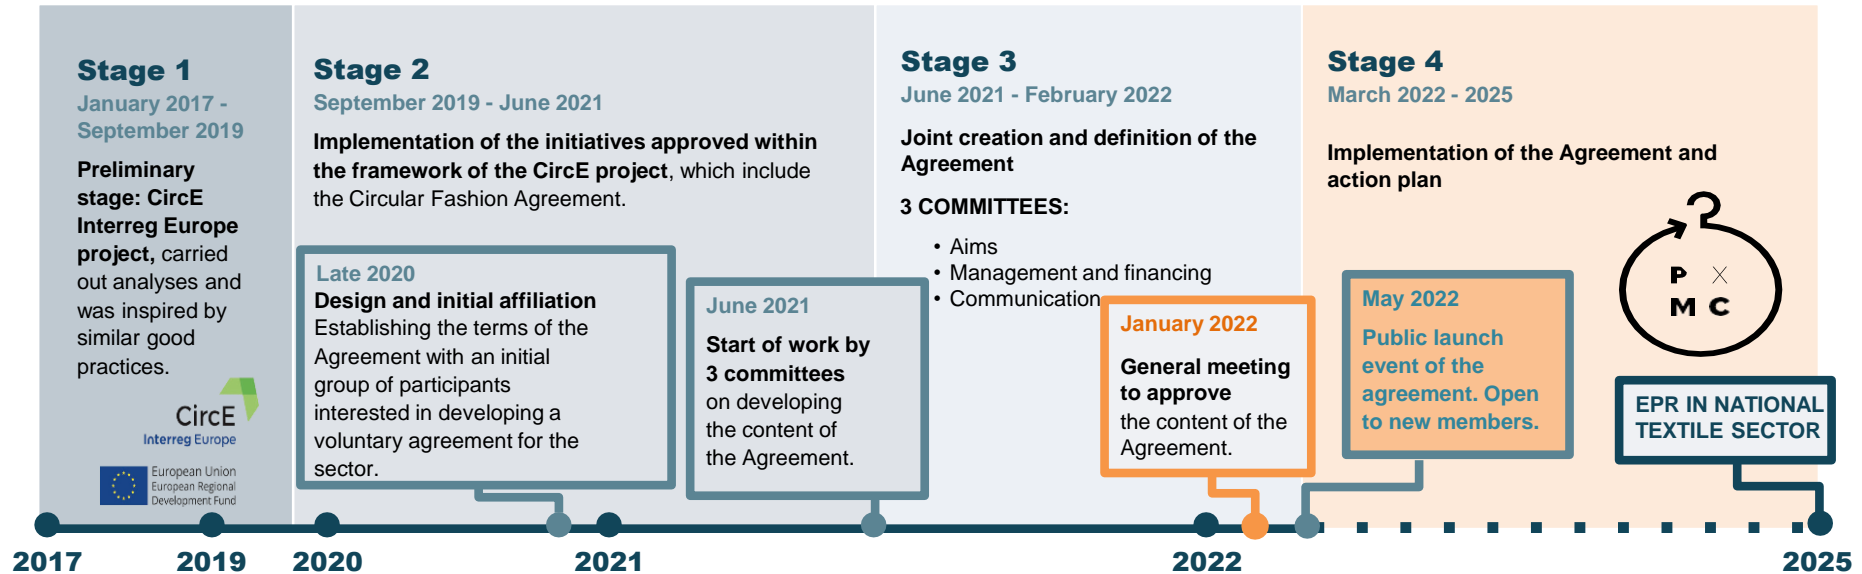 Stage 1
January 2017 -
September 2019
Preliminary
stage: CircE
Interreg Europe
project, carried
out analyses and
was inspired by
similar good
practices.
CircE
Interreg Europe
European Union
European Regional
Development Fund
Stage 2
September 2019 - June 2021
Implementation of the initiatives approved within
the framework of the CircE project, which include
the Circular Fashion Agreement.
Late 2020
Design and initial affiliation
Establishing the terms of the
Agreement with an initial
group of participants
interested in developing a
voluntary agreement for the
sector.
June 2021
Start of work by
3 committees
on developing
the content of
the Agreement.
Stage 3
June 2021 - February 2022
Joint creation and definition of the
Agreement
3 COMMITTEES:
• Aims
• Management and financing
• Communication
January 2022
General meeting
to approve
the content of the
Agreement.
Stage 4
March 2022 - 2025
Implementation of the Agreement and
action plan
P X
M C
May 2022
Public launch
event of the
agreement. Open
to new members.
EPR IN NATIONAL
TEXTILE SECTOR
2017 2019 2020 2021 2022 2025